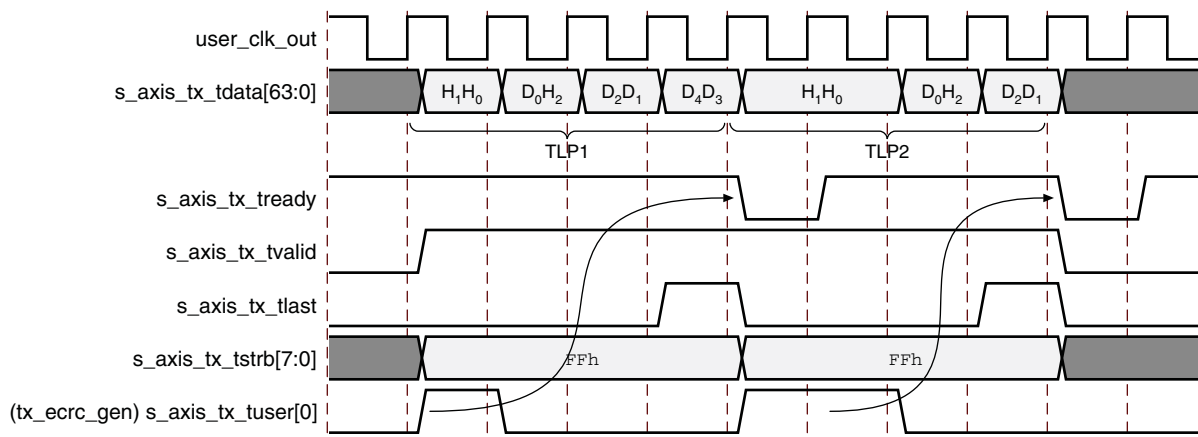 user_clk_out
s_axis_tx_tdata[63:0] H₁H₀ D₀H₂ D₂D₁ D₄D₃ H₁H₀ D₀H₂ D₂D₁
TLP1 TLP2
s_axis_tx_tready
s_axis_tx_tvalid
s_axis_tx_tlast
s_axis_tx_tstrb[7:0] FFh FFh
(tx_ecrc_gen) s_axis_tx_tuser[0]